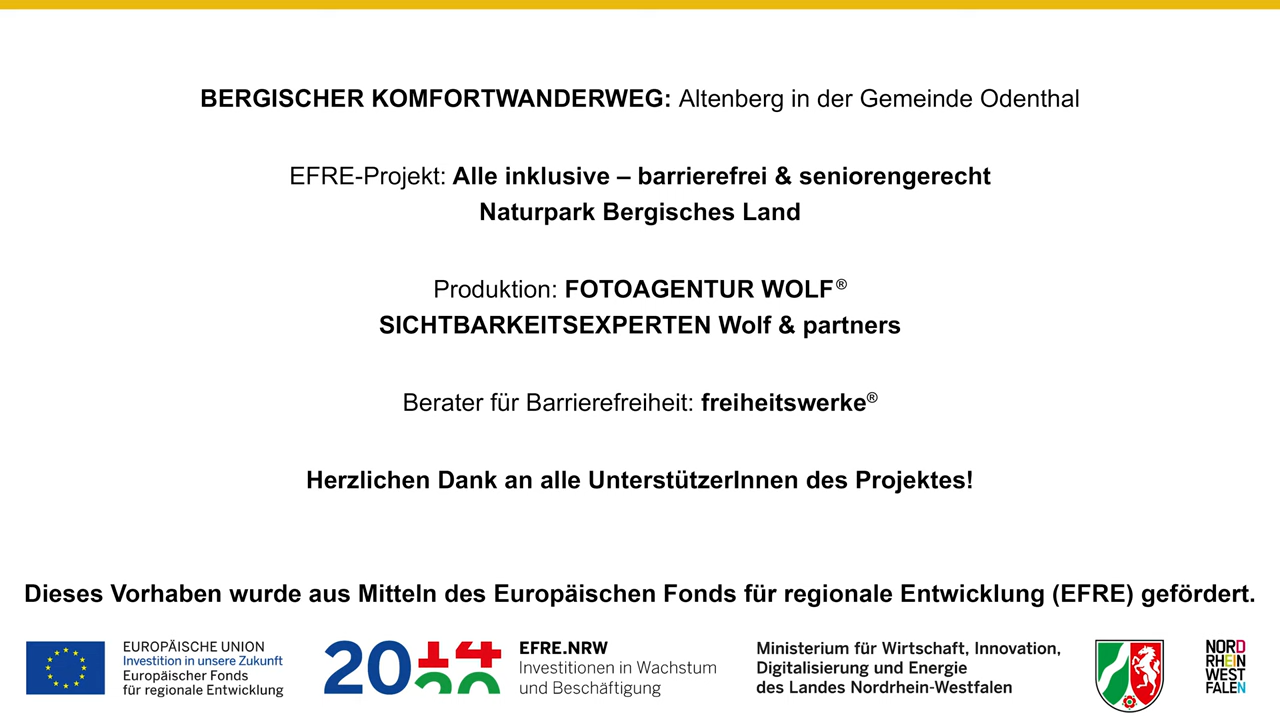 BERGISCHER KOMFORTWANDERWEG: Altenberg in der Gemeinde Odenthal
EFRE-Projekt: Alle inklusive – barrierefrei & seniorengerecht
Naturpark Bergisches Land
Produktion: FOTOAGENTUR WOLF®
SICHTBARKEITSEXPERTEN Wolf & partners
Berater für Barrierefreiheit: freiheitswerke®
Herzlichen Dank an alle UnterstützerInnen des Projektes!
Dieses Vorhaben wurde aus Mitteln des Europäischen Fonds für regionale Entwicklung (EFRE) gefördert.
EUROPÄISCHE UNION
Investition in unsere Zukunft
Europäischer Fonds
für regionale Entwicklung
2014
20
EFRE.NRW
Investitionen in Wachstum
und Beschäftigung
Ministerium für Wirtschaft, Innovation,
Digitalisierung und Energie
des Landes Nordrhein-Westfalen
NORD
RHEIN
WEST
FALEN